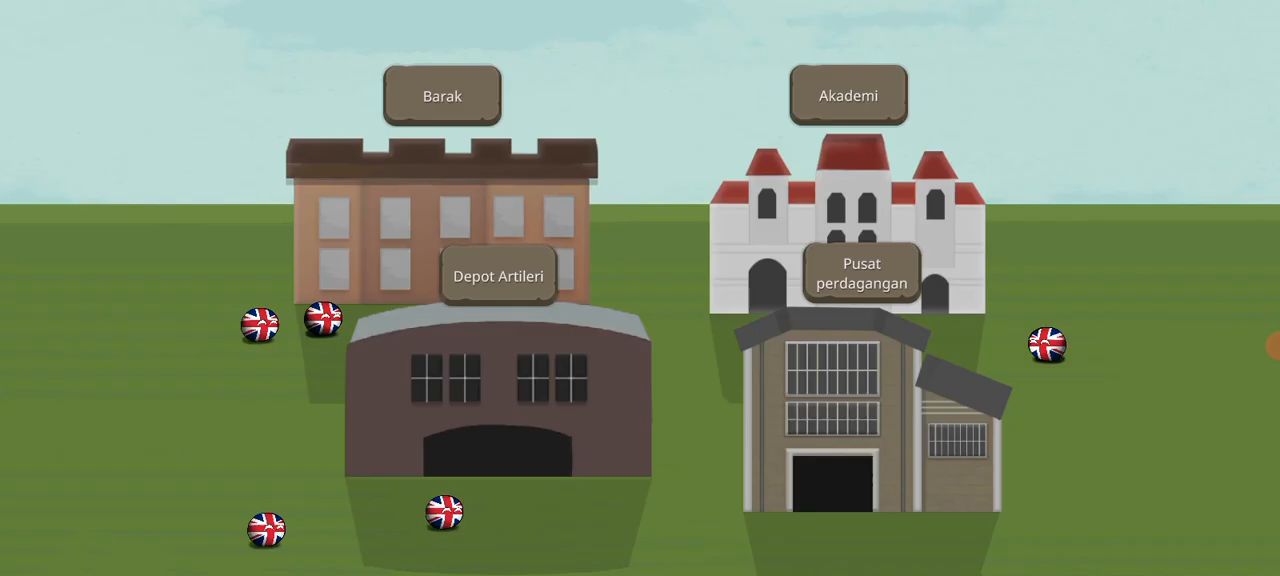 Barak
Akademi
Depot Artileri
Pusat
perdagangan